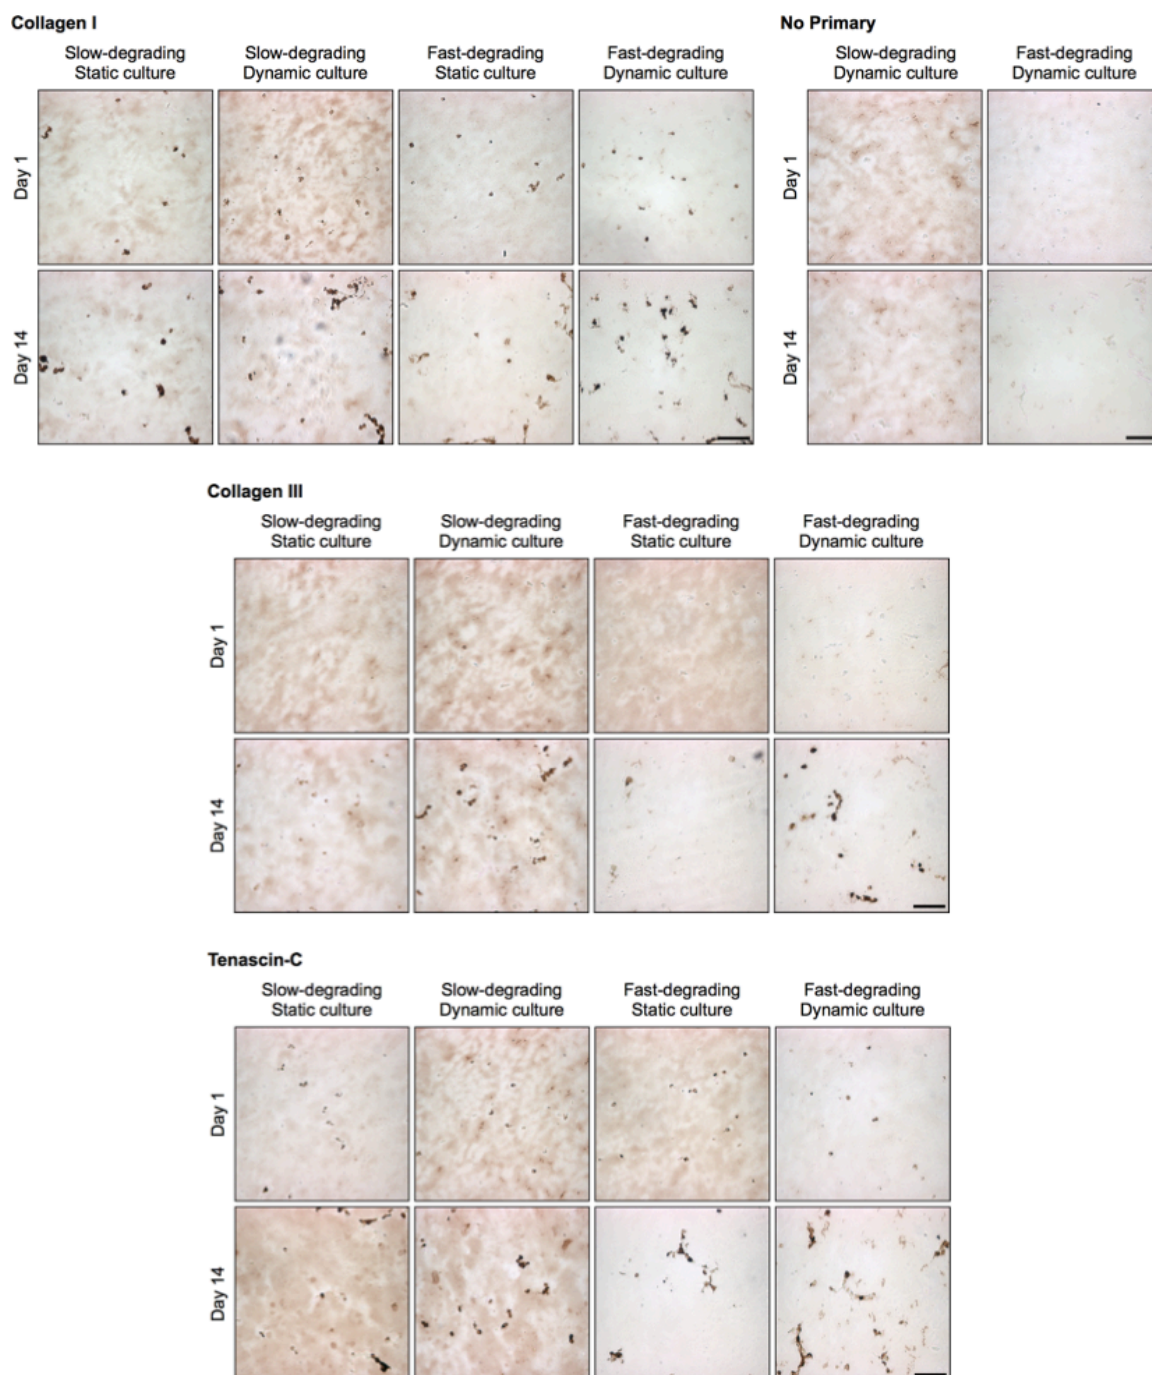 Collagen I
No Primary
Slow-degrading Slow-degrading Fast-degrading Fast-degrading
Static culture Dynamic culture Static culture Dynamic culture
Slow-degrading Fast-degrading
Dynamic culture Dynamic culture
Day 1
Day 1
Day 14
Day 14
Collagen III
Slow-degrading Slow-degrading Fast-degrading Fast-degrading
Static culture Dynamic culture Static culture Dynamic culture
Day 1
Day 14
Tenascin-C
Slow-degrading Slow-degrading Fast-degrading Fast-degrading
Static culture Dynamic culture Static culture Dynamic culture
Day 1
Day 14